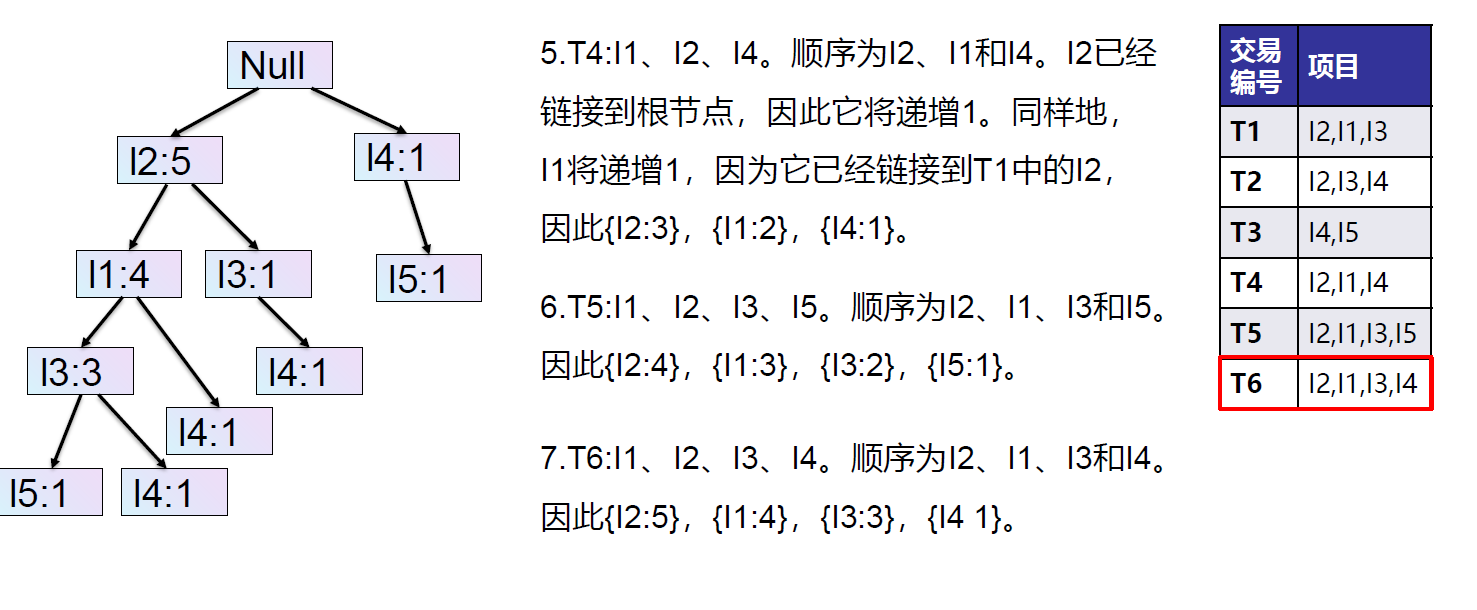 Null
I2:5
I4:1
I1:4
I3:1
I5:1
I3:3
I4:1
I4:1
I5:1
I4:1
5.T4:I1、I2、I4。顺序为I2、I1和I4。I2已经
链接到根节点，因此它将递增1。同样地，
I1将递增1，因为它已经链接到T1中的I2，
因此{I2:3}，{I1:2}，{I4:1}。
6.T5:I1、I2、I3、I5。顺序为I2、I1、I3和I5。
因此{I2:4}，{I1:3}，{I3:2}，{I5:1}。
7.T6:I1、I2、I3、I4。顺序为I2、I1、I3和I4。
因此{I2:5}，{I1:4}，{I3:3}，{I4 1}。
交易编号 项目
T1 I2,I1,I3
T2 I2,I3,I4
T3 I4,I5
T4 I2,I1,I4
T5 I2,I1,I3,I5
T6 I2,I1,I3,I4